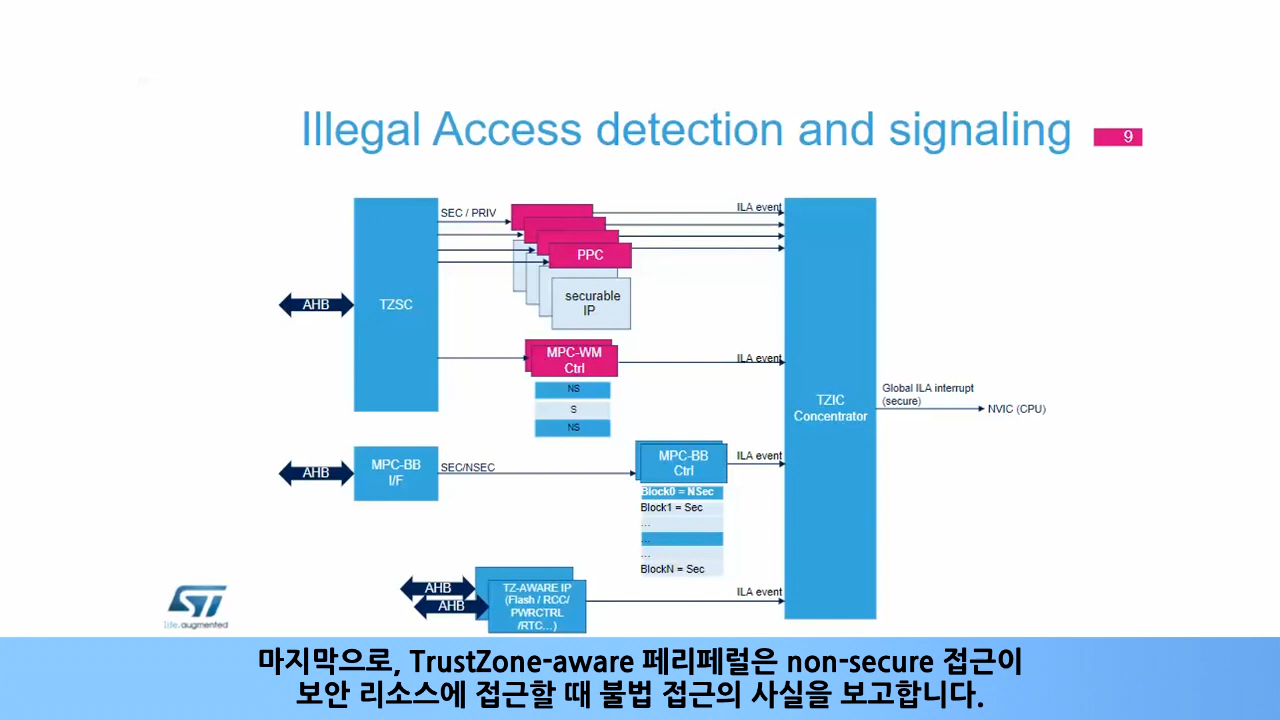 Illegal Access detection and signaling
9
SEC / PRIV
ILA event
PPC
securable
IP
AHB
TZSC
MPC-WM
Ctrl
ILA event
NS
S
NS
TZIC
Concentrator
Global ILA interrupt
(secure)
NVIC (CPU)
AHB
MPC-BB
I/F
SEC/NSEC
MPC-BB
Ctrl
ILA event
Block0 = NSec
Block1 = Sec
...
...
...
BlockN = Sec
AHB
AHB
TZ-AWARE IP
(Flash / RCC/
PWRCTRL
/RTC...)
ILA event
ST
life.augmented
마지막으로, TrustZone-aware 페리페럴은 non-secure 접근이
보안 리소스에 접근할 때 불법 접근의 사실을 보고합니다.